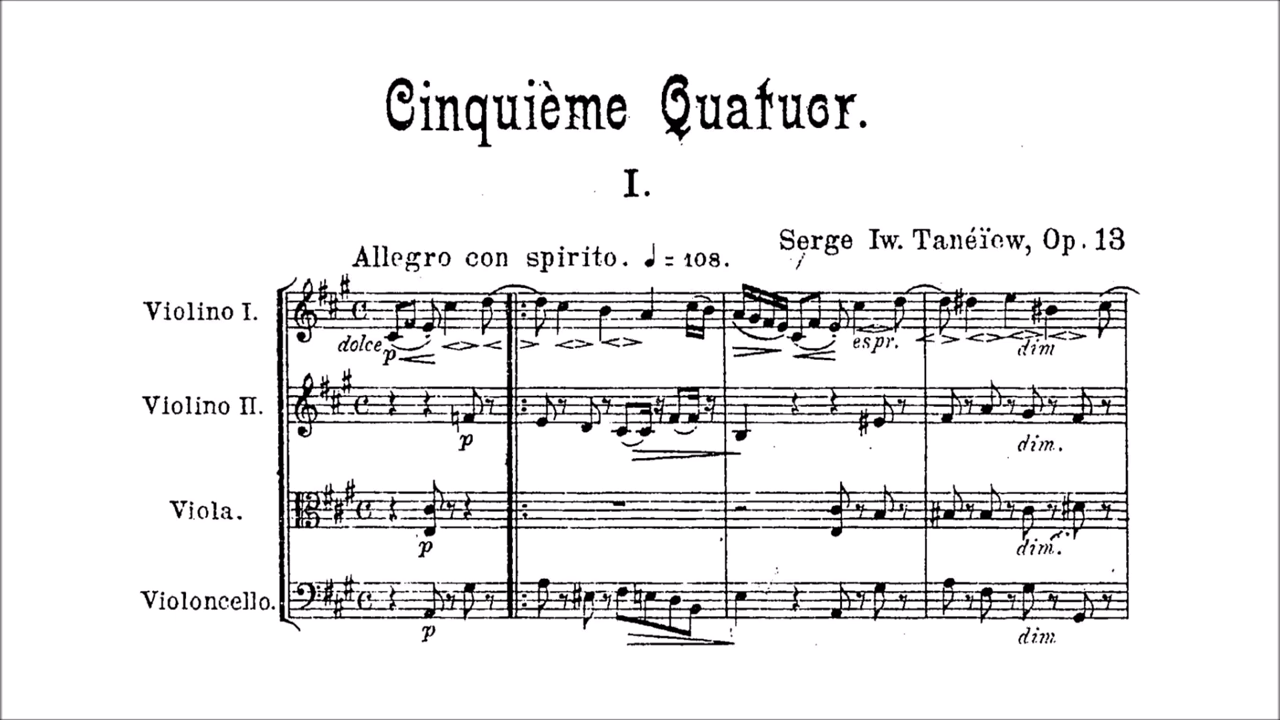 Cinquième Quatuor.
I.
Serge Iw. Tanéïow, Op. 13
Allegro con spirito. ♩ = 108.
Violino I.
dolce p espr. dim
Violino II.
p dim.
Viola.
p dim.
Violoncello.
p dim